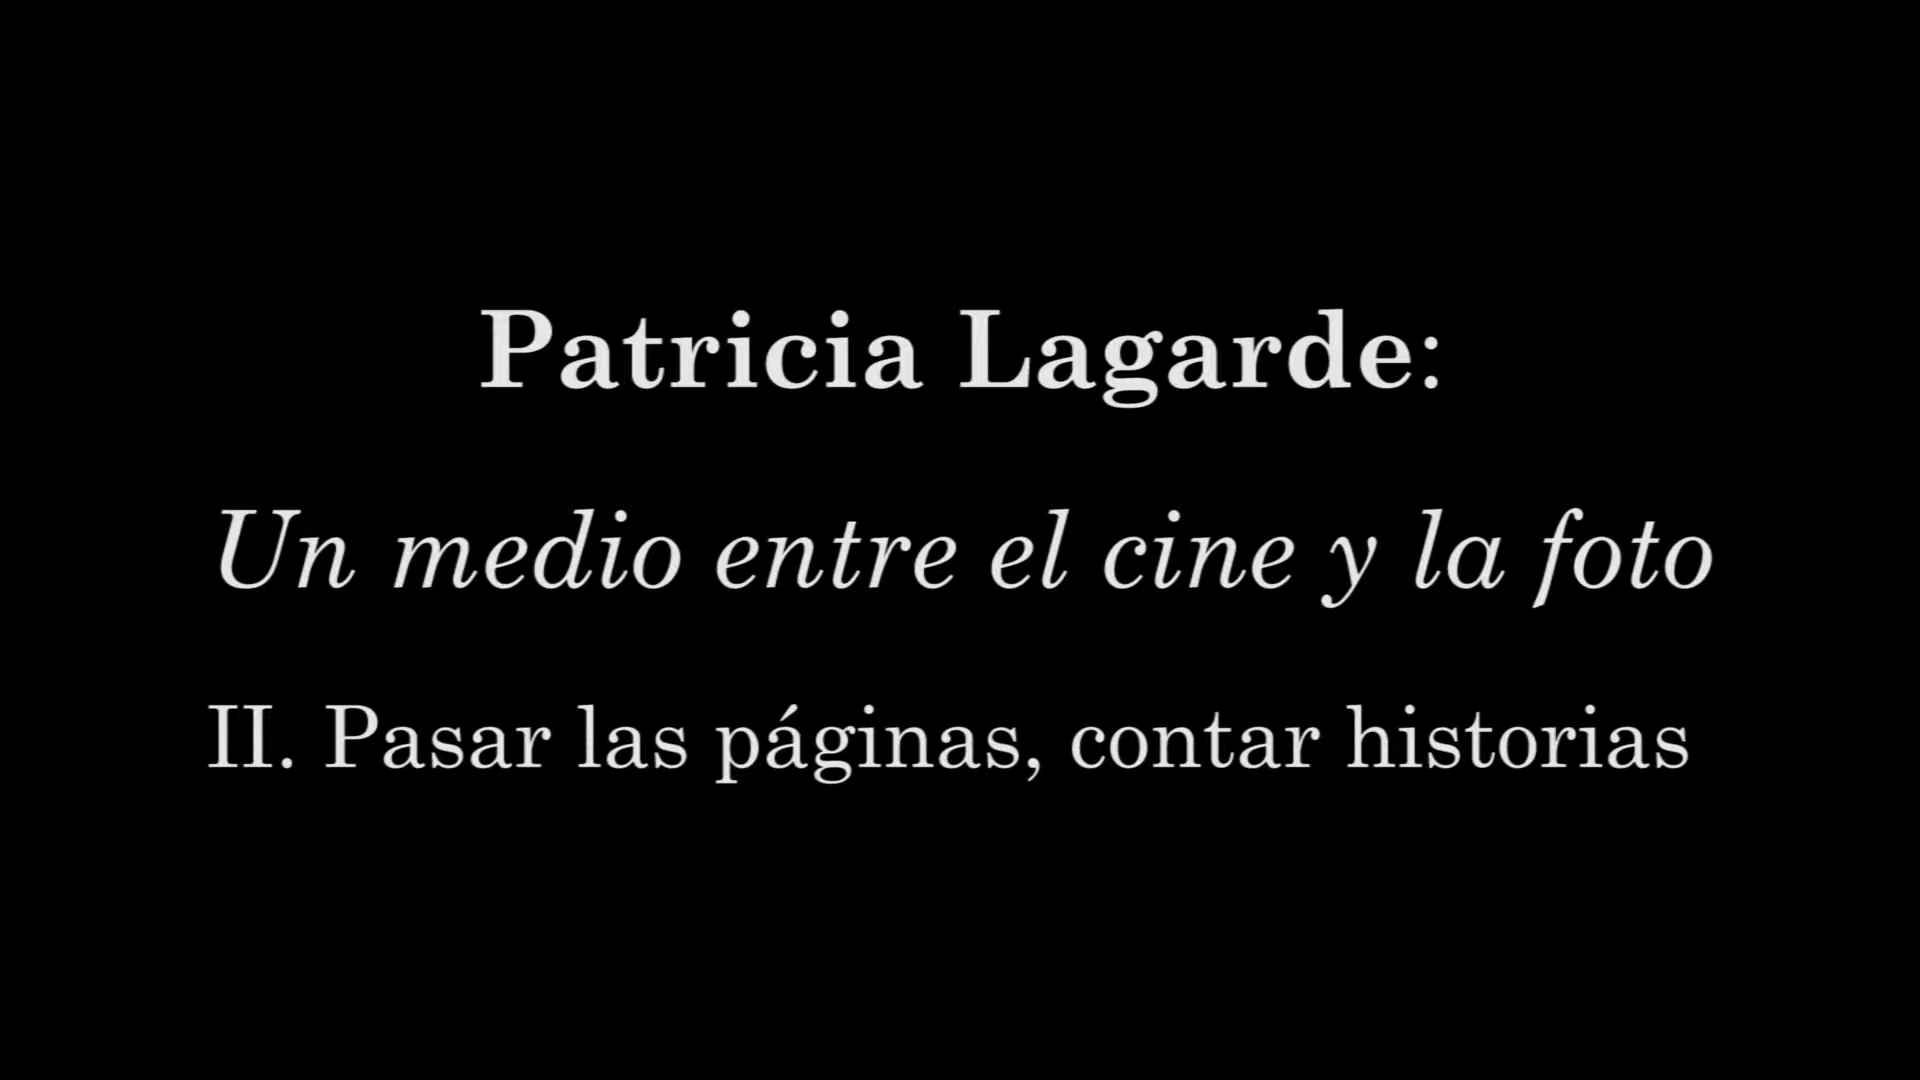 Patricia Lagarde:
Un medio entre el cine y la foto
II. Pasar las páginas, contar historias